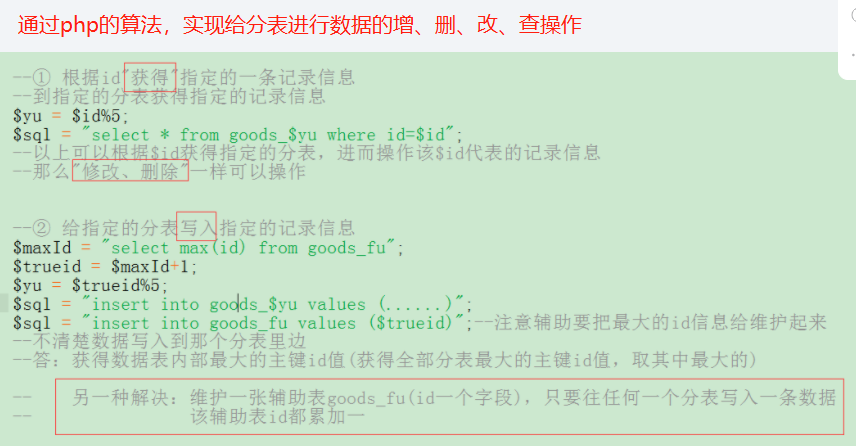 通过php的算法，实现给分表进行数据的增、删、改、查操作
--① 根据id"获得"指定的一条记录信息
--到指定的分表获得指定的记录信息
$yu = $id%5;
$sql = "select * from goods_$yu where id=$id";
--以上可以根据$id获得指定的分表，进而操作该$id代表的记录信息
--那么"修改、删除"一样可以操作
--② 给指定的分表写入指定的记录信息
$maxId = "select max(id) from goods_fu";
$trueid = $maxId+1;
$yu = $trueid%5;
$sql = "insert into goods_$yu values (......)";
$sql = "insert into goods_fu values ($trueid)";--注意辅助要把最大的id信息给维护起来
--不清楚数据写入到那个分表里边
--答：获得数据表内部最大的主键id值(获得全部分表最大的主键id值，取其中最大的)
-- 另一种解决：维护一张辅助表goods_fu(id一个字段)，只要往任何一个分表写入一条数据
-- 该辅助表id都累加一